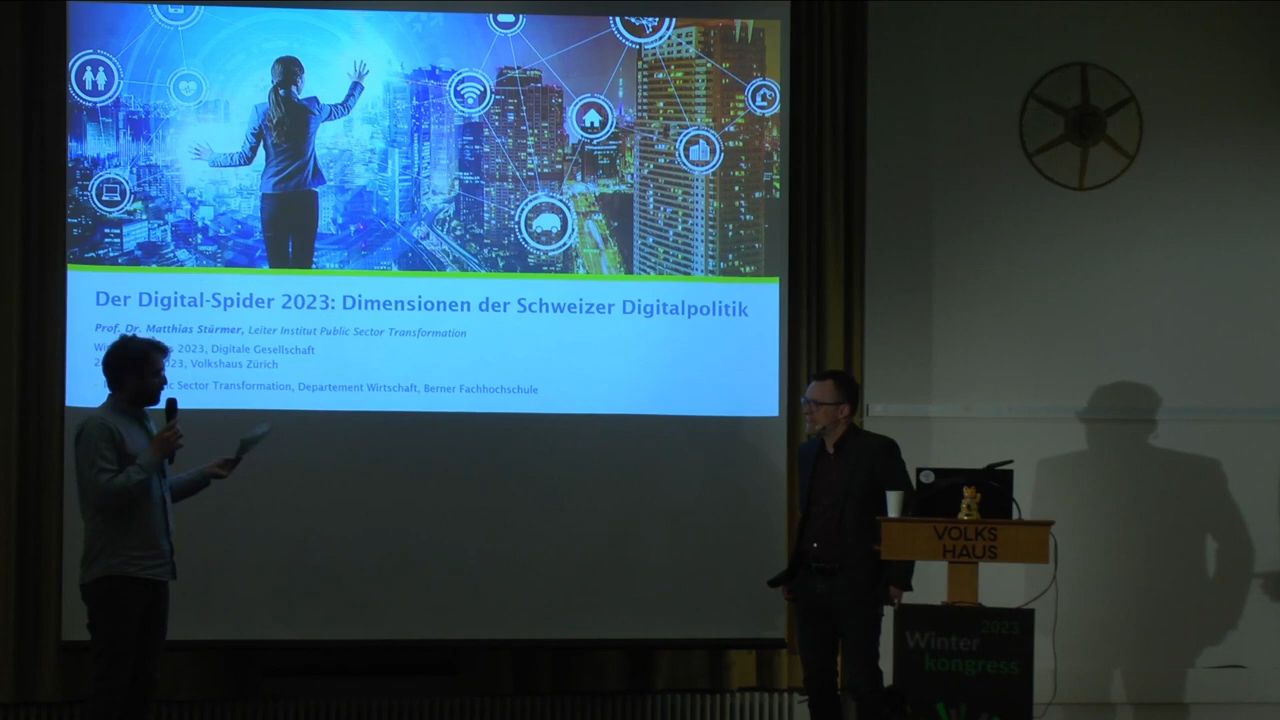 Der Digital-Spider 2023: Dimensionen der Schweizer Digitalpolitik
Prof. Dr. Matthias Stürmer, Leiter Institut Public Sector Transformation
2023, Digitale Gesellschaft
2023, Volkshaus Zürich
Sector Transformation, Departement Wirtschaft, Berner Fachhochschule
VOLKS
HAUS
2023
Winter
kongress